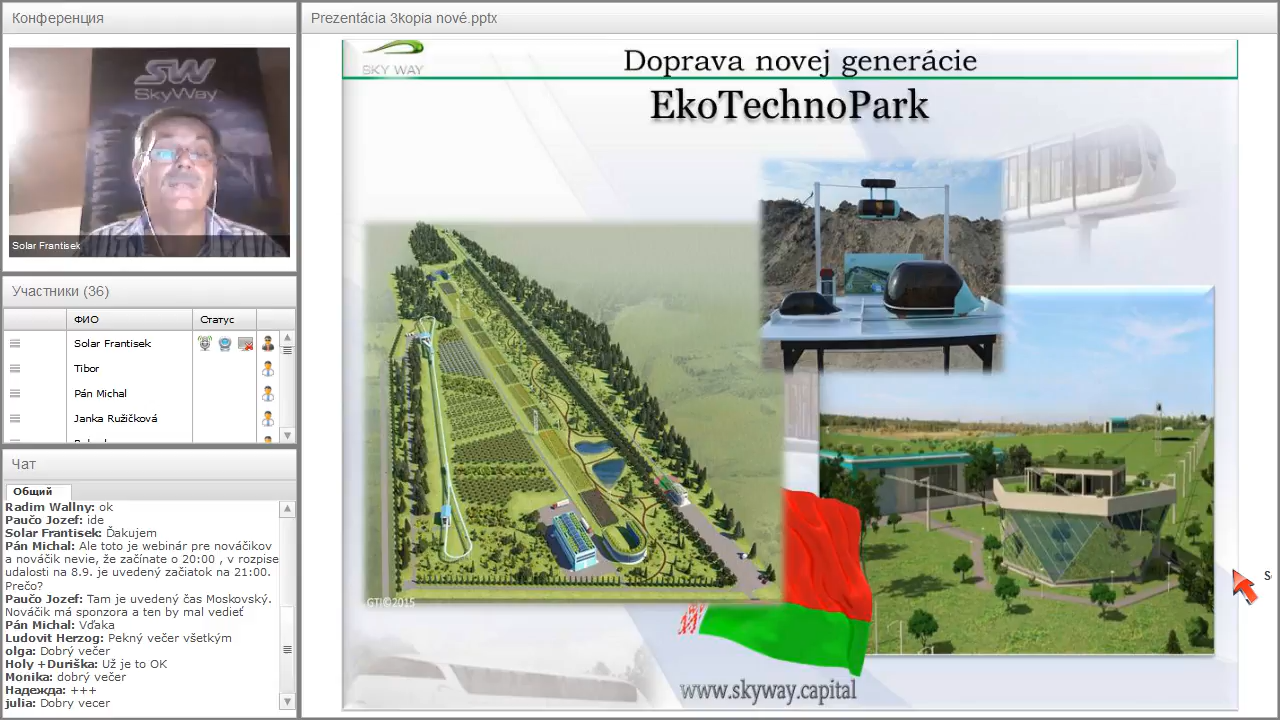 Конференция
SW
SkyWay
Solar Frantisek
Участники (36)
ФИО
Статус
Solar Frantisek
Tibor
Pán Michal
Janka Ružičková
Чат
Общий
Radim Wallny: ok
Paučo Jozef: ide
Solar Frantisek: Ďakujem
Pán Michal: Ale toto je webinár pre nováčikov
a nováčik nevie, že začínate o 20:00 , v rozpise
udalosti na 8.9. je uvedený začiatok na 21:00.
Prečo?
Paučo Jozef: Tam je uvedený čas Moskovský.
Nováčik má sponzora a ten by mal vedieť
Pán Michal: Vďaka
Ludovit Herzog: Pekný večer všetkým
olga: Dobrý večer
Holy +Duriška: Už je to OK
Monika: dobrý večer
Надежда: +++
julia: Dobry vecer
Prezentácia 3kopia nové.pptx
SKY WAY
Doprava novej generácie
EkoTechnoPark
GTI©2015
www.skyway.capital